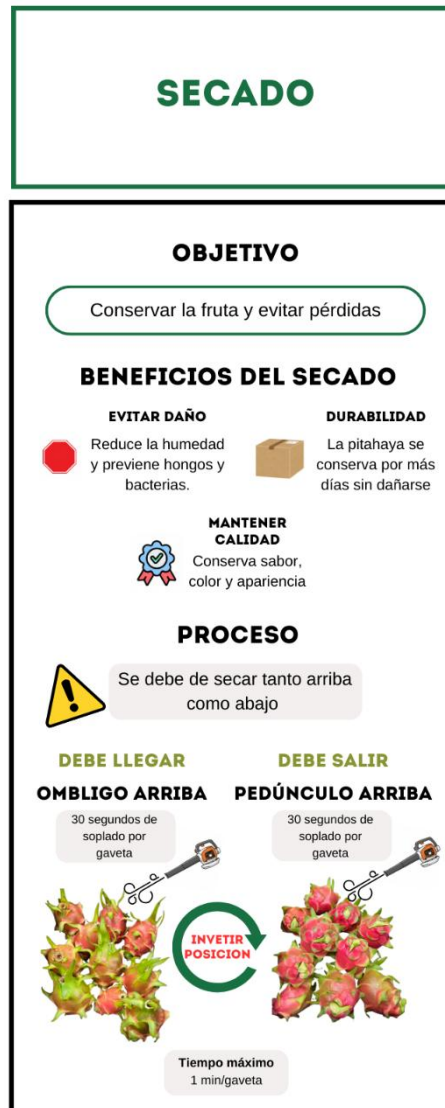 SECADO
OBJETIVO
Conservar la fruta y evitar pérdidas
BENEFICIOS DEL SECADO
EVITAR DAÑO
Reduce la humedad
y previene hongos y
bacterias.
DURABILIDAD
La pitahaya se
conserva por más
días sin dañarse
MANTENER
CALIDAD
Conserva sabor,
color y apariencia
PROCESO
Se debe de secar tanto arriba
como abajo
DEBE LLEGAR
OMBLIGO ARRIBA
30 segundos de
soplado por
gaveta
DEBE SALIR
PEDÚNCULO ARRIBA
30 segundos de
soplado por
gaveta
INVETIR
POSICION
Tiempo máximo
1 min/gaveta